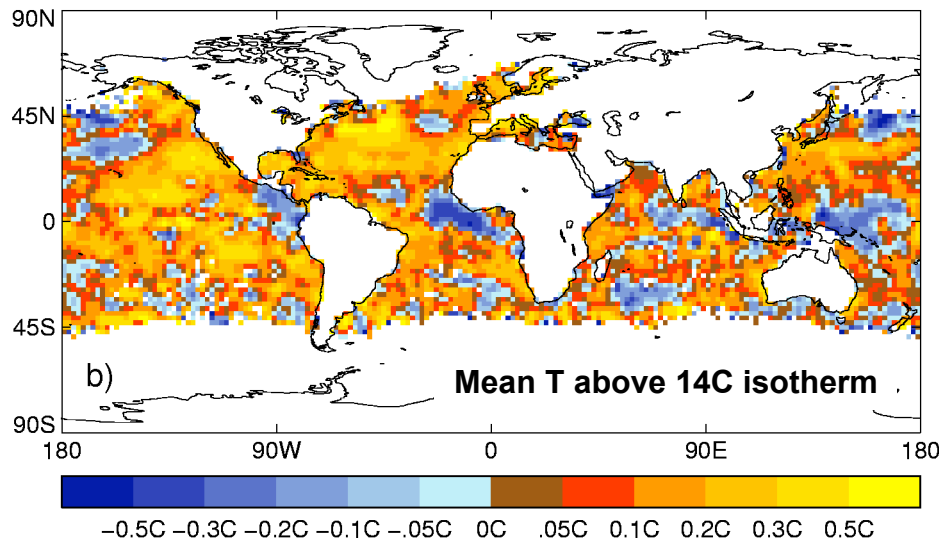 90N
45N
0
45S
90S
b) Mean T above 14C isotherm
180 90W 0 90E 180
−0.5C −0.3C −0.2C −0.1C −.05C 0C .05C 0.1C 0.2C 0.3C 0.5C